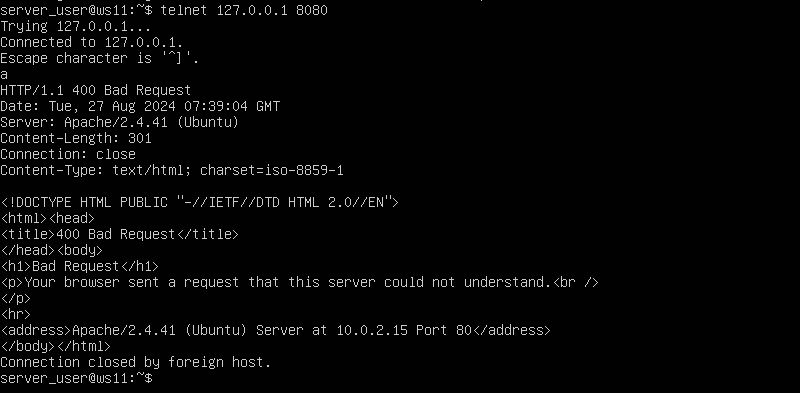 server_user@ws11:~$ telnet 127.0.0.1 8080
Trying 127.0.0.1...
Connected to 127.0.0.1.
Escape character is '^]'.
a
HTTP/1.1 400 Bad Request
Date: Tue, 27 Aug 2024 07:39:04 GMT
Server: Apache/2.4.41 (Ubuntu)
Content-Length: 301
Connection: close
Content-Type: text/html; charset=iso-8859-1

<!DOCTYPE HTML PUBLIC "-//IETF//DTD HTML 2.0//EN">
<html><head>
<title>400 Bad Request</title>
</head><body>
<h1>Bad Request</h1>
<p>Your browser sent a request that this server could not understand.<br />
</p>
<hr>
<address>Apache/2.4.41 (Ubuntu) Server at 10.0.2.15 Port 80</address>
</body></html>
Connection closed by foreign host.
server_user@ws11:~$